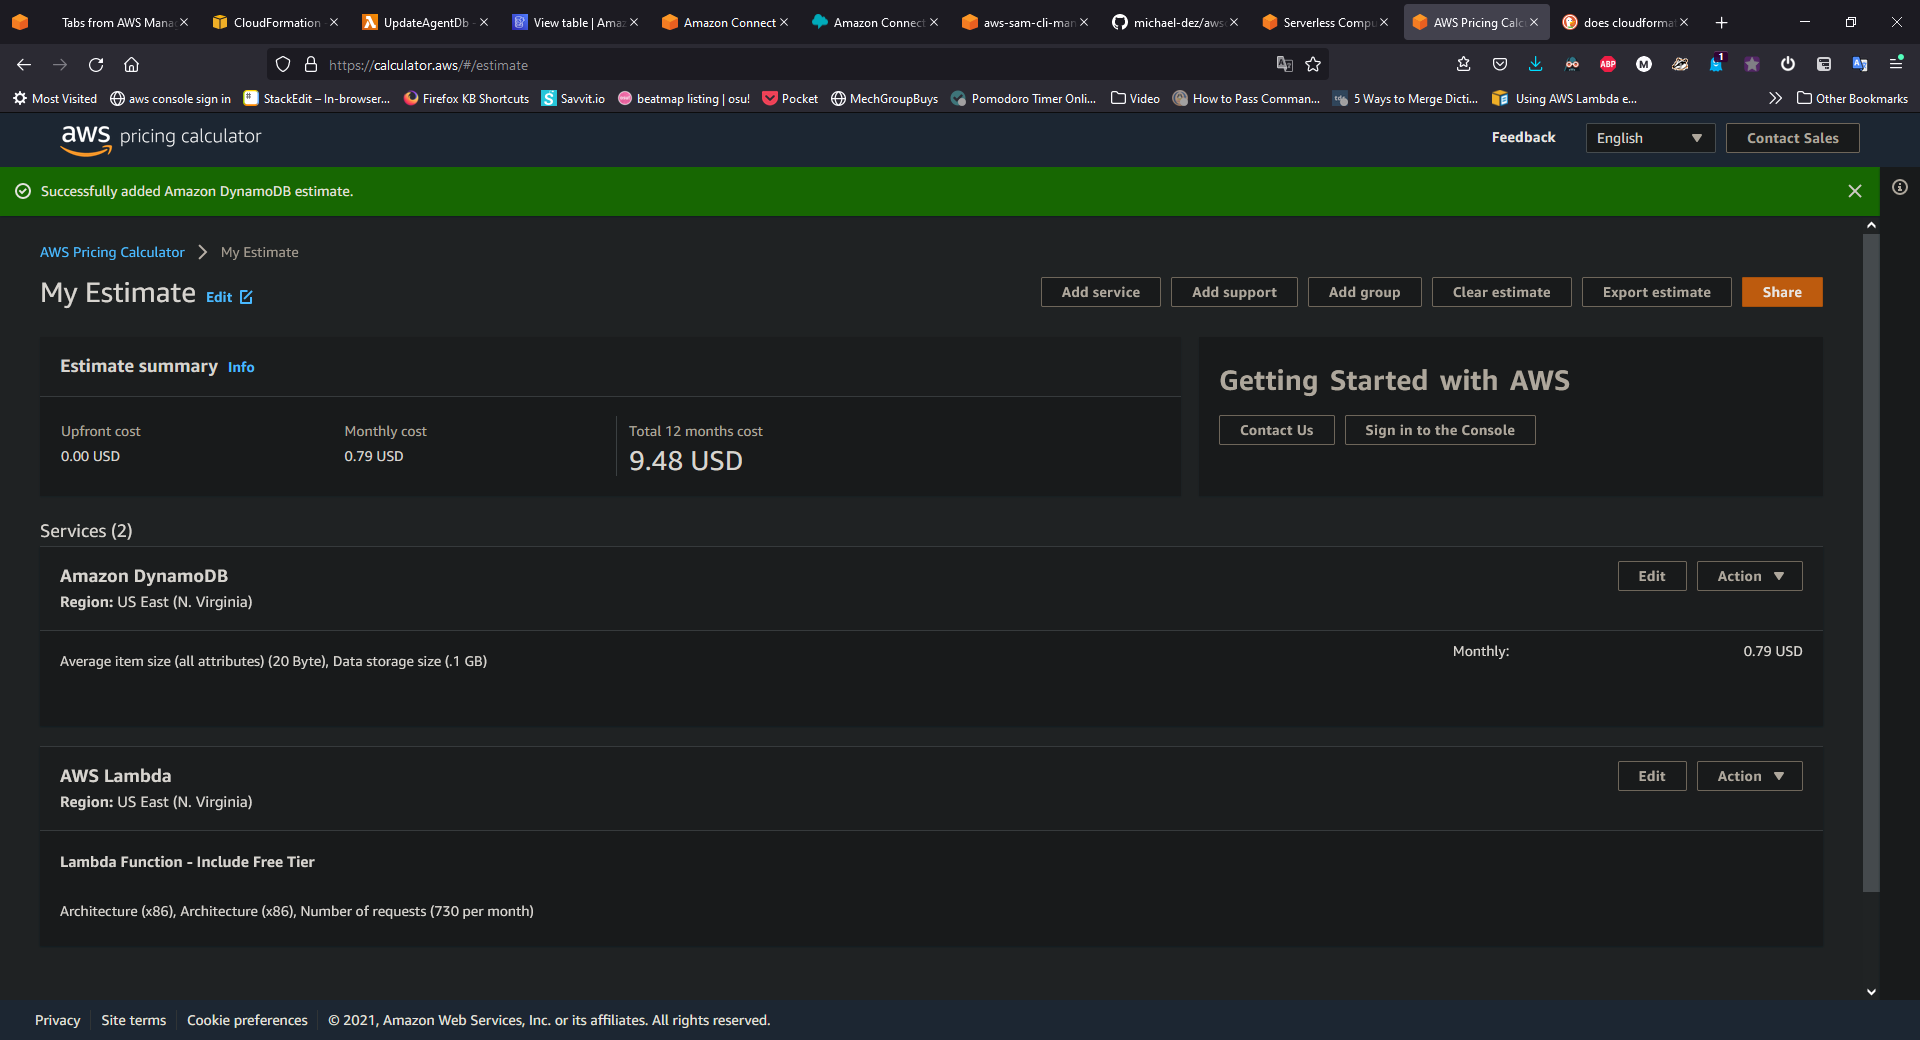 Tabs from AWS Mana
CloudFormation
UpdateAgentDb -
View table | Amaz
Amazon Connect
Amazon Connect
aws-sam-cli-man
michael-dez/aws
Serverless Compu
AWS Pricing Calc
does cloudforma
https://calculator.aws/#/estimate
ABP
M
1
Most Visited
aws console sign in
StackEdit – In-browser...
Firefox KB Shortcuts
Savvit.io
beatmap listing | osu!
Pocket
MechGroupBuys
Pomodoro Timer Onli...
Video
How to Pass Comman...
5 Ways to Merge Dicti...
Using AWS Lambda e...
Other Bookmarks
aws pricing calculator
Feedback
English
Contact Sales
Successfully added Amazon DynamoDB estimate.
AWS Pricing Calculator
My Estimate
My Estimate Edit
Add service
Add support
Add group
Clear estimate
Export estimate
Share
Estimate summary Info
Upfront cost
0.00 USD
Monthly cost
0.79 USD
Total 12 months cost
9.48 USD
Getting Started with AWS
Contact Us
Sign in to the Console
Services (2)
Amazon DynamoDB
Region: US East (N. Virginia)
Edit
Action
Average item size (all attributes) (20 Byte), Data storage size (.1 GB)
Monthly:
0.79 USD
AWS Lambda
Region: US East (N. Virginia)
Edit
Action
Lambda Function - Include Free Tier
Architecture (x86), Architecture (x86), Number of requests (730 per month)
Privacy
Site terms
Cookie preferences
© 2021, Amazon Web Services, Inc. or its affiliates. All rights reserved.